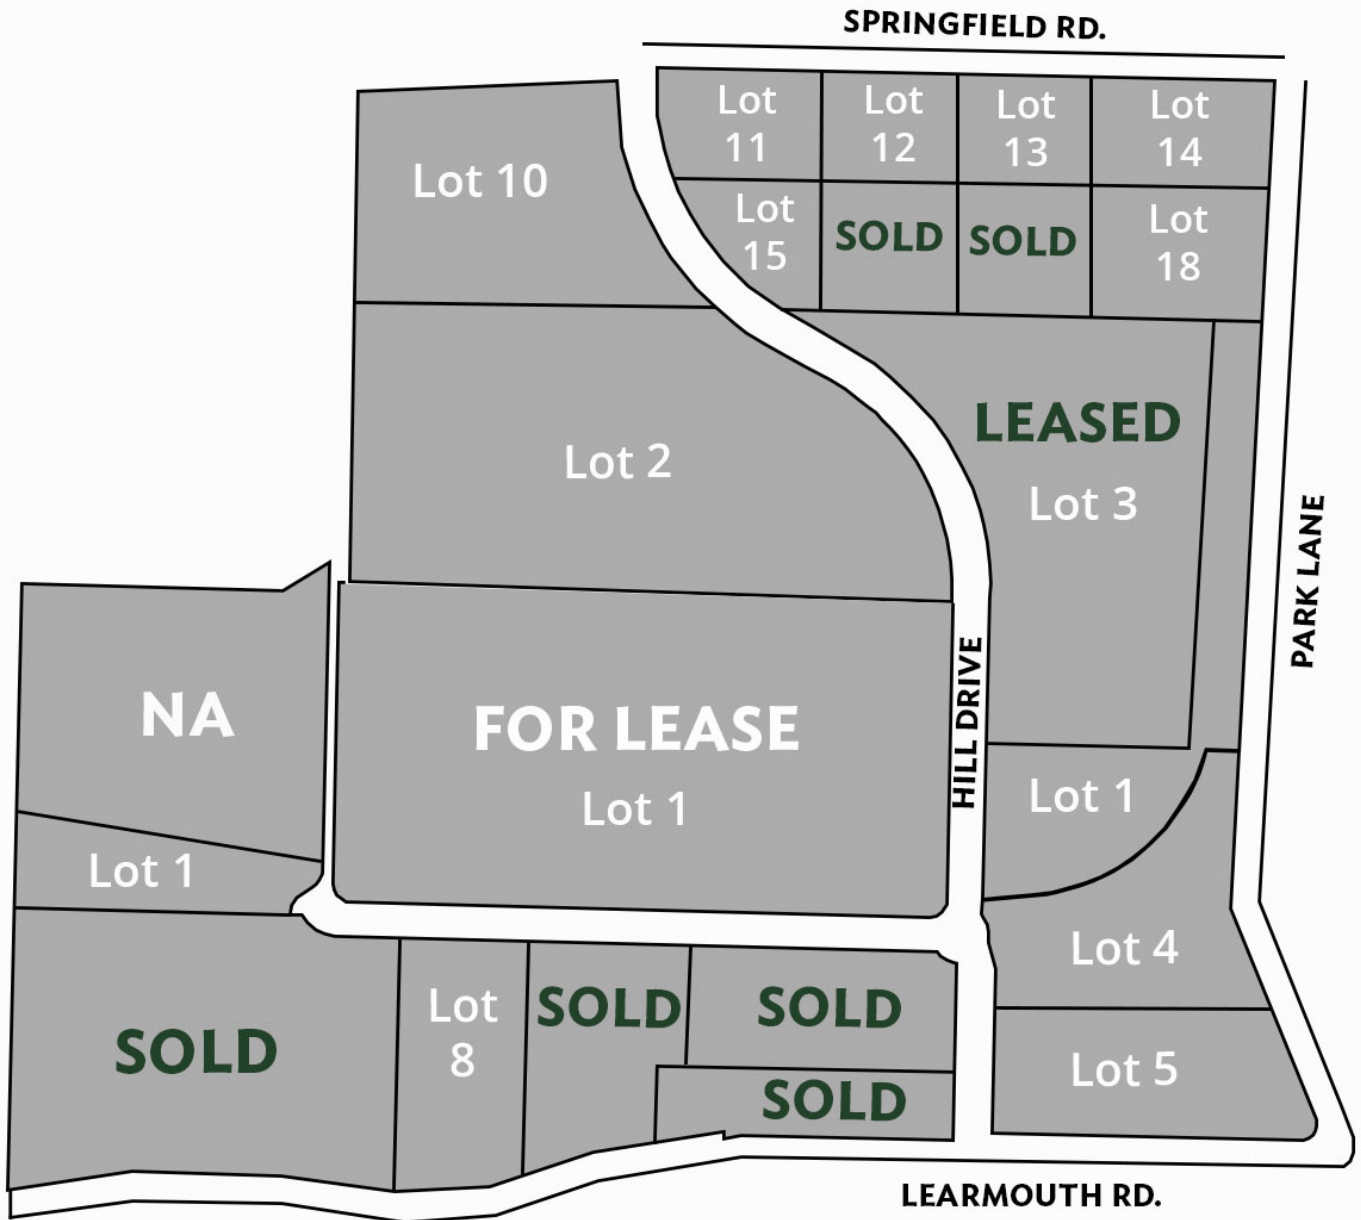 SPRINGFIELD RD.
Lot
11
Lot
12
Lot
13
Lot
14
Lot 10
Lot
15
SOLD
SOLD
Lot
18
LEASED
Lot 3
Lot 2
PARK LANE
NA
FOR LEASE
Lot 1
HILL DRIVE
Lot 1
Lot 1
Lot 4
SOLD
Lot
8
SOLD
SOLD
SOLD
Lot 5
LEARMOUTH RD.